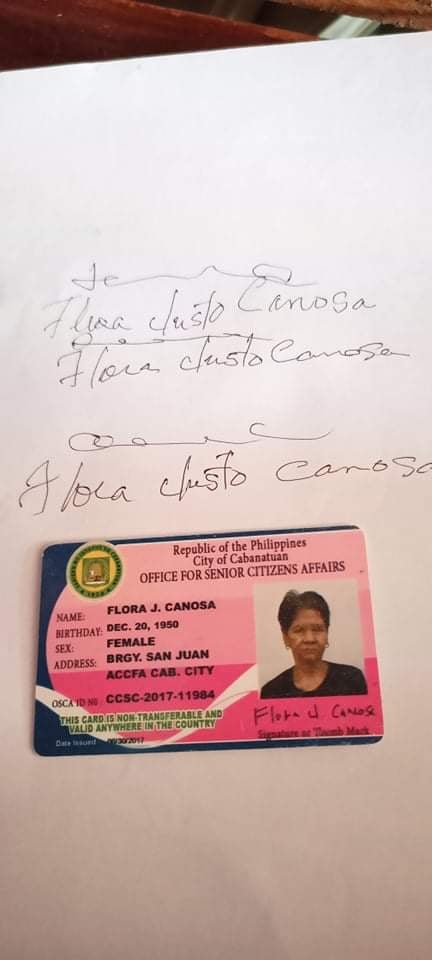 Flora Justo Canosa
Flora Justo Canosa
Flora Justo Canosa
Republic of the Philippines
City of Cabanatuan
OFFICE FOR SENIOR CITIZENS AFFAIRS
NAME: FLORA J. CANOSA
BIRTHDAY: DEC. 20, 1950
SEX: FEMALE
ADDRESS: BRGY. SAN JUAN
ACCFA CAB. CITY
OSCA ID NO CCSC-2017-11984
THIS CARD IS NON-TRANSFERABLE AND
VALID ANYWHERE IN THE COUNTRY
Date Issued
Flora J. Canosa
Signature or Thumb Mark